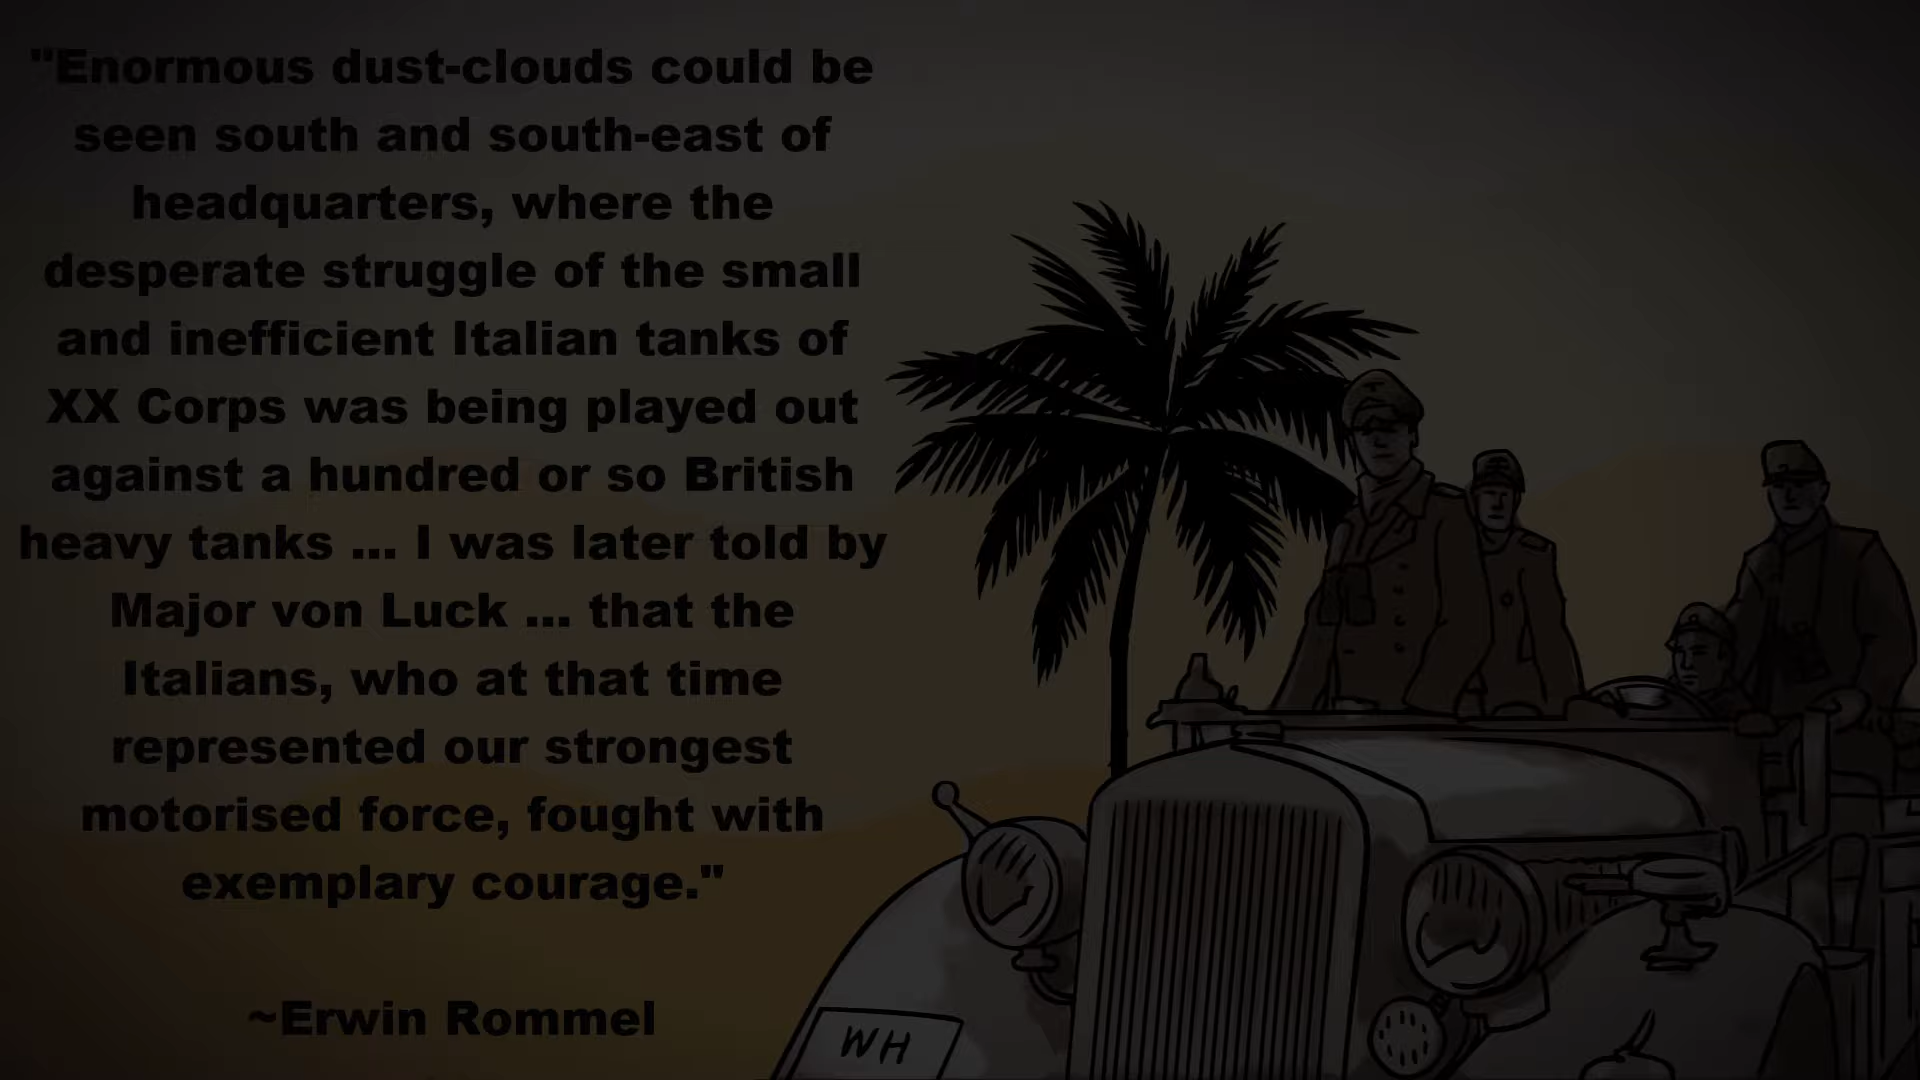 "Enormous dust-clouds could be
seen south and south-east of
headquarters, where the
desperate struggle of the small
and inefficient Italian tanks of
XX Corps was being played out
against a hundred or so British
heavy tanks ... I was later told by
Major von Luck ... that the
Italians, who at that time
represented our strongest
motorised force, fought with
exemplary courage."
~Erwin Rommel
WH